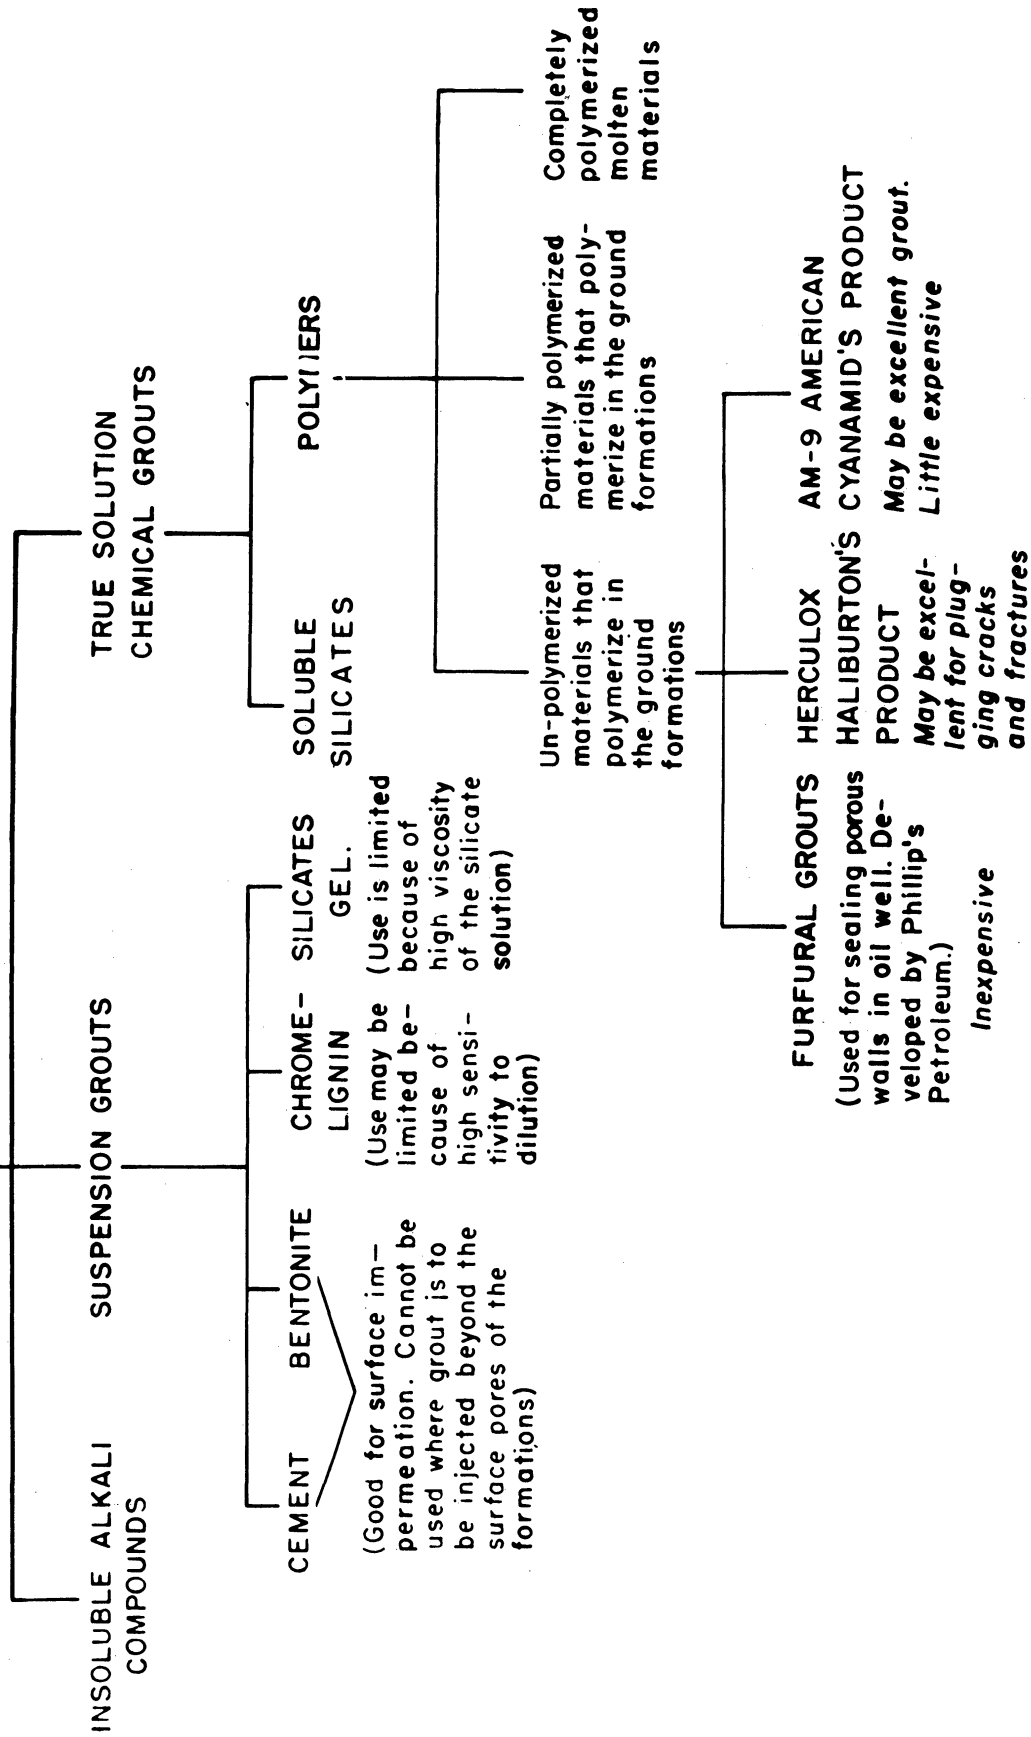 INSOLUBLE ALKALI
COMPOUNDS
SUSPENSION GROUTS
TRUE SOLUTION
CHEMICAL GROUTS
CEMENT
BENTONITE
(Good for surface im-
permeation. Cannot be
used where grout is to
be injected beyond the
surface pores of the
formations)
CHROME-
LIGNIN
(Use may be
limited be-
cause of
high sensi-
tivity to
dilution)
SILICATES
GEL.
(Use is limited
because of
high viscosity
of the silicate
solution)
SOLUBLE
SILICATES
POLYMERS
Un-polymerized
materials that
polymerize in
the ground
formations
Partially polymerized
materials that poly-
merize in the ground
formations
Completely
polymerized
molten
materials
FURFURAL GROUTS
(Used for sealing porous
walls in oil well. De-
veloped by Phillip's
Petroleum.)
Inexpensive
HERCULOX
HALIBURTON'S
PRODUCT
May be excel-
lent for plug-
ging cracks
and fractures
AM-9 AMERICAN
CYANAMID'S PRODUCT
May be excellent grout.
Little expensive